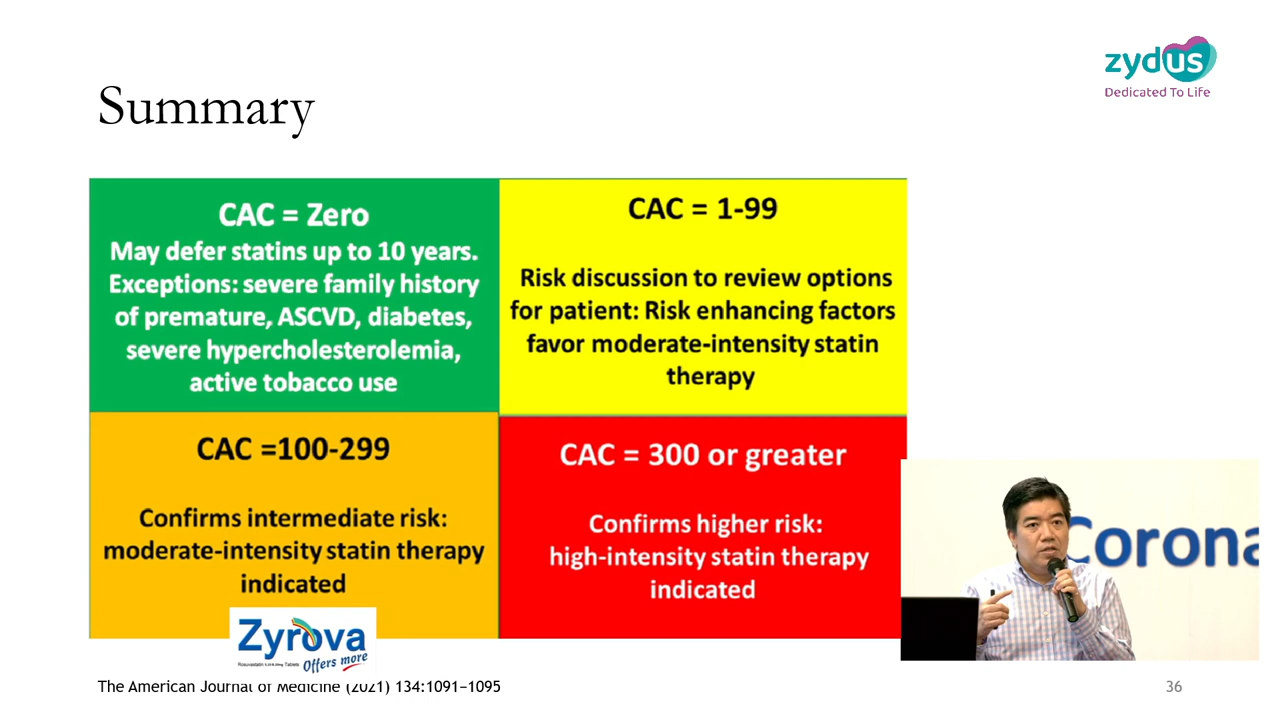 zydus
Dedicated To Life
Summary
CAC = Zero
May defer statins up to 10 years.
Exceptions: severe family history
of premature, ASCVD, diabetes,
severe hypercholesterolemia,
active tobacco use
CAC = 1-99
Risk discussion to review options
for patient: Risk enhancing factors
favor moderate-intensity statin
therapy
CAC =100-299
Confirms intermediate risk:
moderate-intensity statin therapy
indicated
CAC = 300 or greater
Confirms higher risk:
high-intensity statin therapy
indicated
Corona
Zyrova
Offers more
The American Journal of Medicine (2021) 134:1091–1095
36